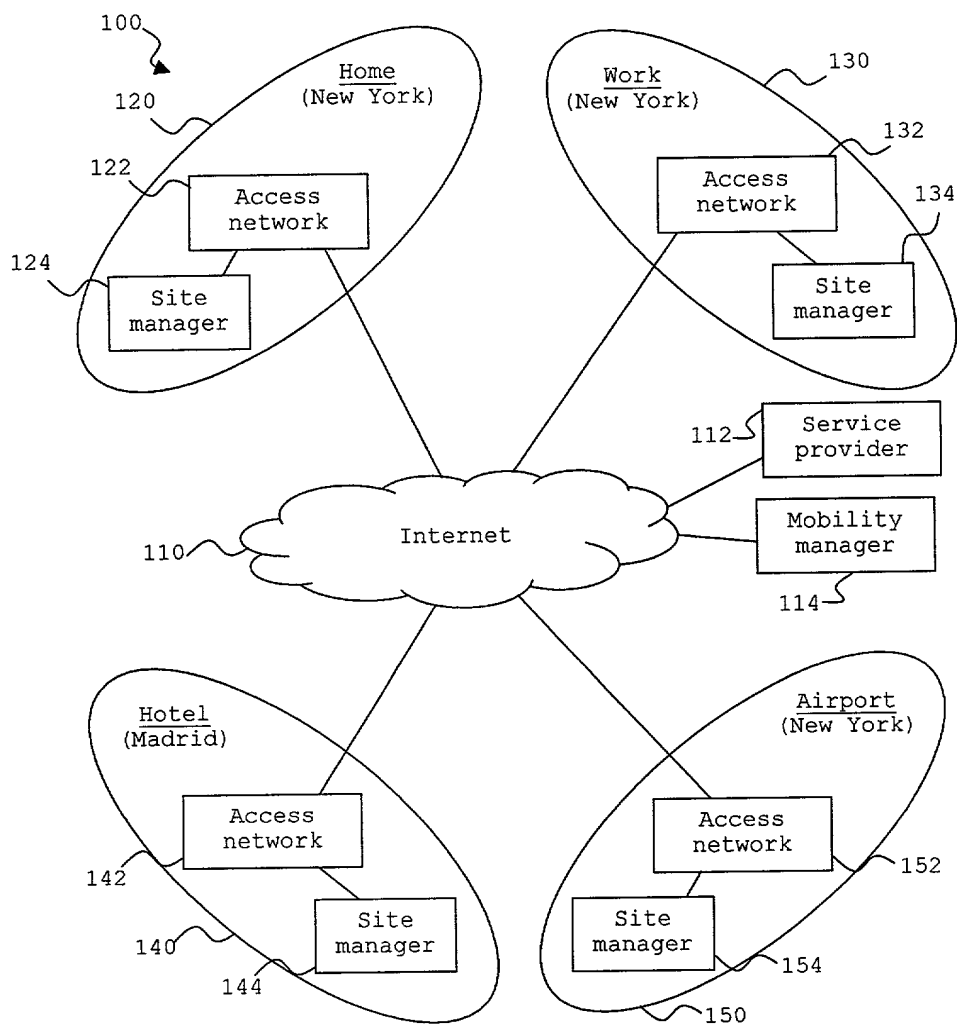 100
120
Home
(New York)
122
Access
network
124
Site
manager
Work
(New York)
130
132
Access
network
134
Site
manager
112
Service
provider
110
Internet
Mobility
manager
114
Hotel
(Madrid)
Access
network
142
Site
manager
140
144
Airport
(New York)
Access
network
152
Site
manager
154
150